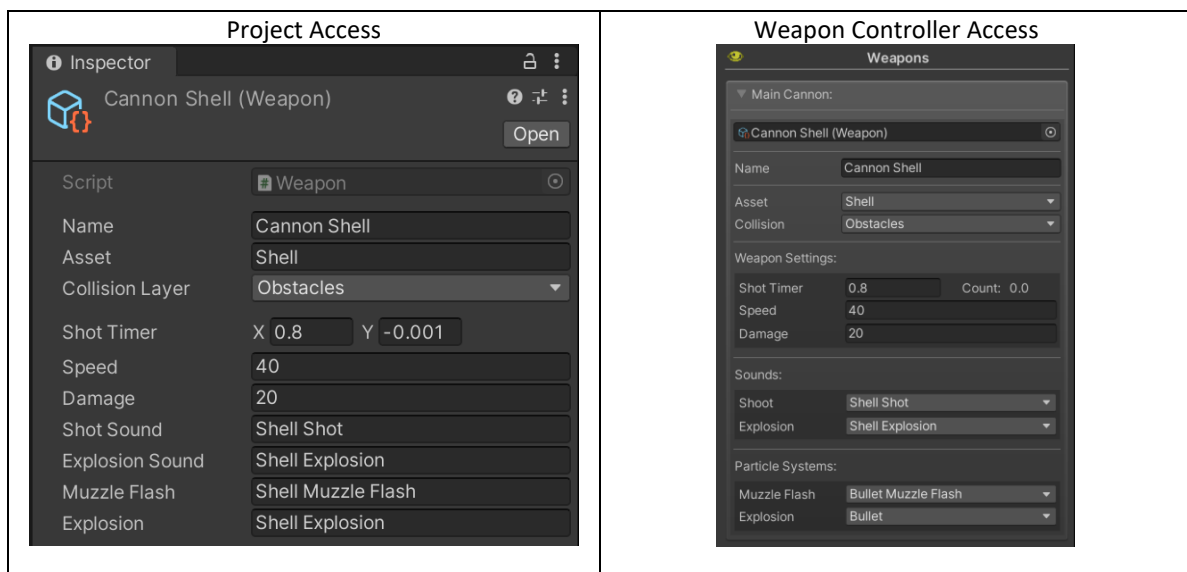 Project Access
Inspector
Cannon Shell (Weapon)
Open
Script Weapon
Name Cannon Shell
Asset Shell
Collision Layer Obstacles
Shot Timer X 0.8 Y -0.001
Speed 40
Damage 20
Shot Sound Shell Shot
Explosion Sound Shell Explosion
Muzzle Flash Shell Muzzle Flash
Explosion Shell Explosion
Weapon Controller Access
Weapons
Main Cannon:
Cannon Shell (Weapon)
Name Cannon Shell
Asset Shell
Collision Obstacles
Weapon Settings:
Shot Timer 0.8 Count: 0.0
Speed 40
Damage 20
Sounds:
Shoot Shell Shot
Explosion Shell Explosion
Particle Systems:
Muzzle Flash Bullet Muzzle Flash
Explosion Bullet